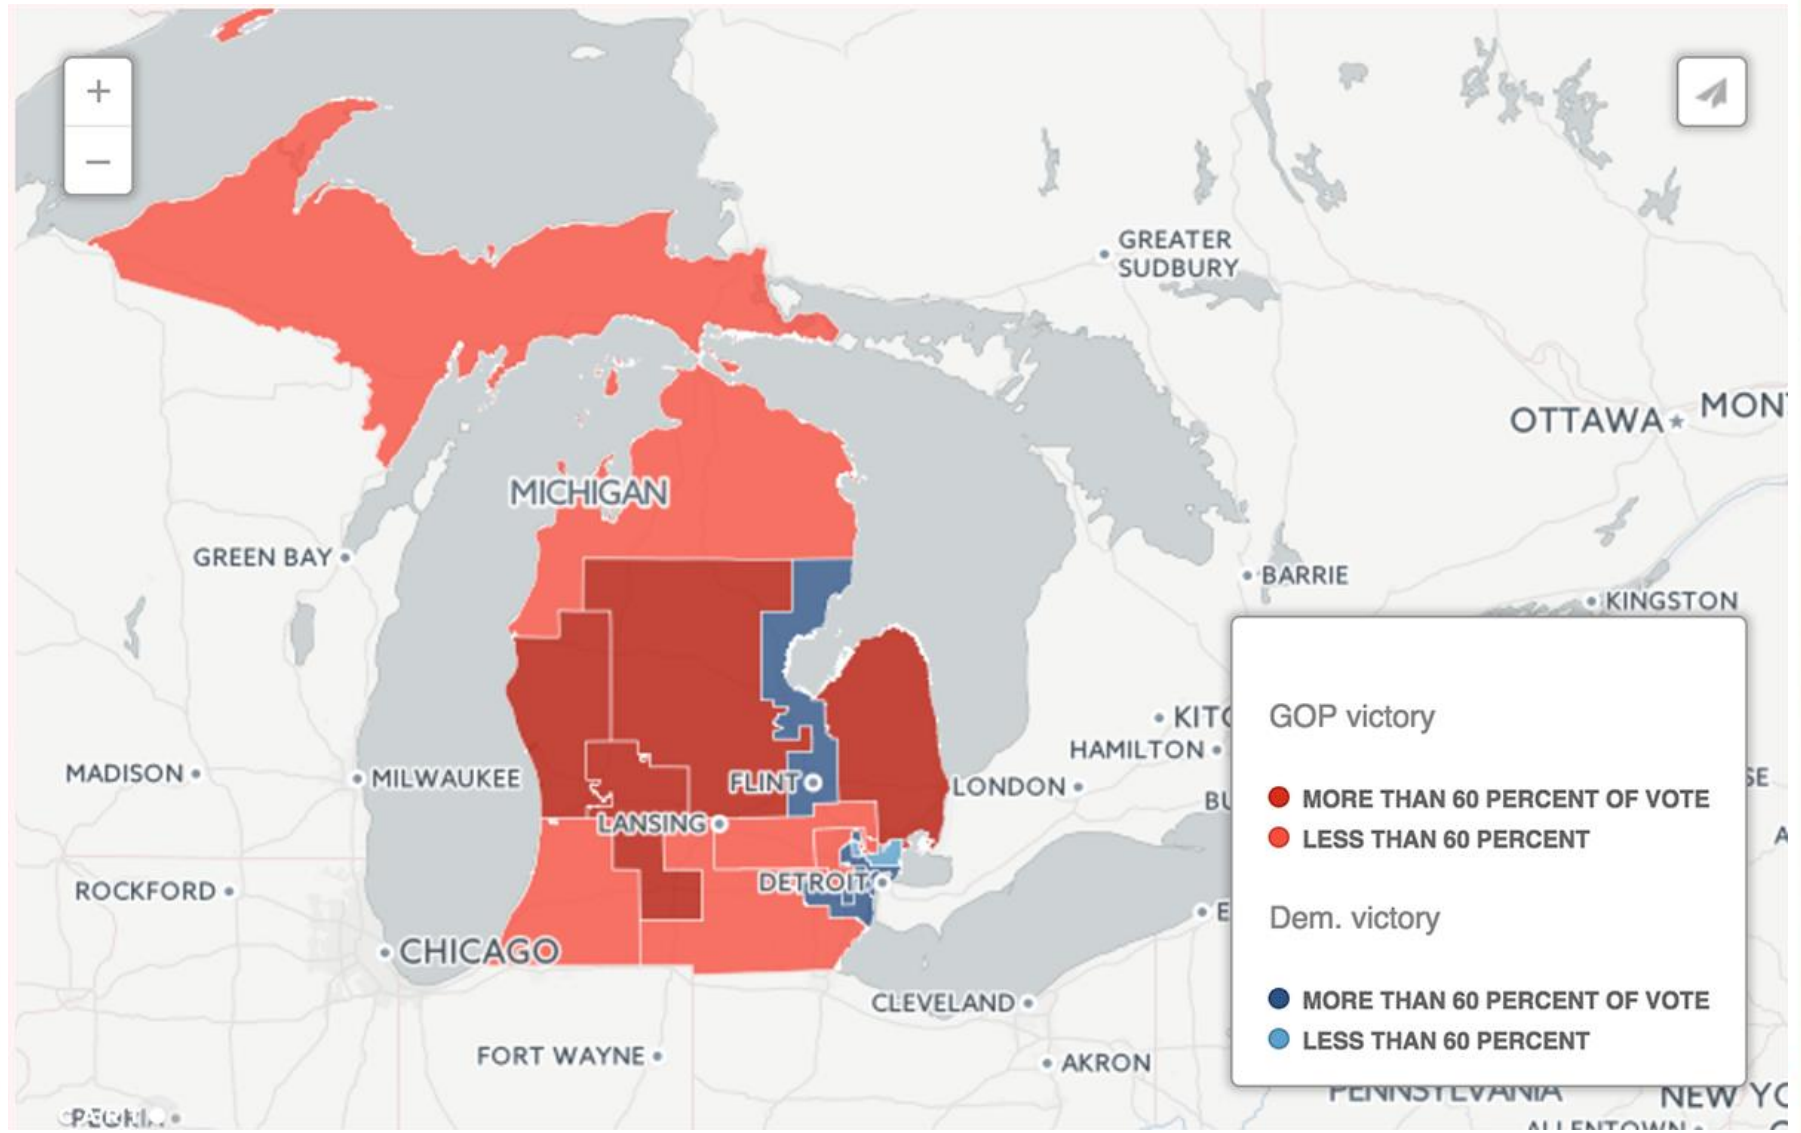 +
−
GREATER
SUDBURY
OTTAWA
MICHIGAN
GREEN BAY
BARRIE
KINGSTON
MADISON
MILWAUKEE
FLINT
HAMILTON
LONDON
LANSING
ROCKFORD
DETROIT
CHICAGO
CLEVELAND
FORT WAYNE
AKRON
GOP victory
MORE THAN 60 PERCENT OF VOTE
LESS THAN 60 PERCENT
Dem. victory
MORE THAN 60 PERCENT OF VOTE
LESS THAN 60 PERCENT
PENNSYLVANIA
ALLENTOWN